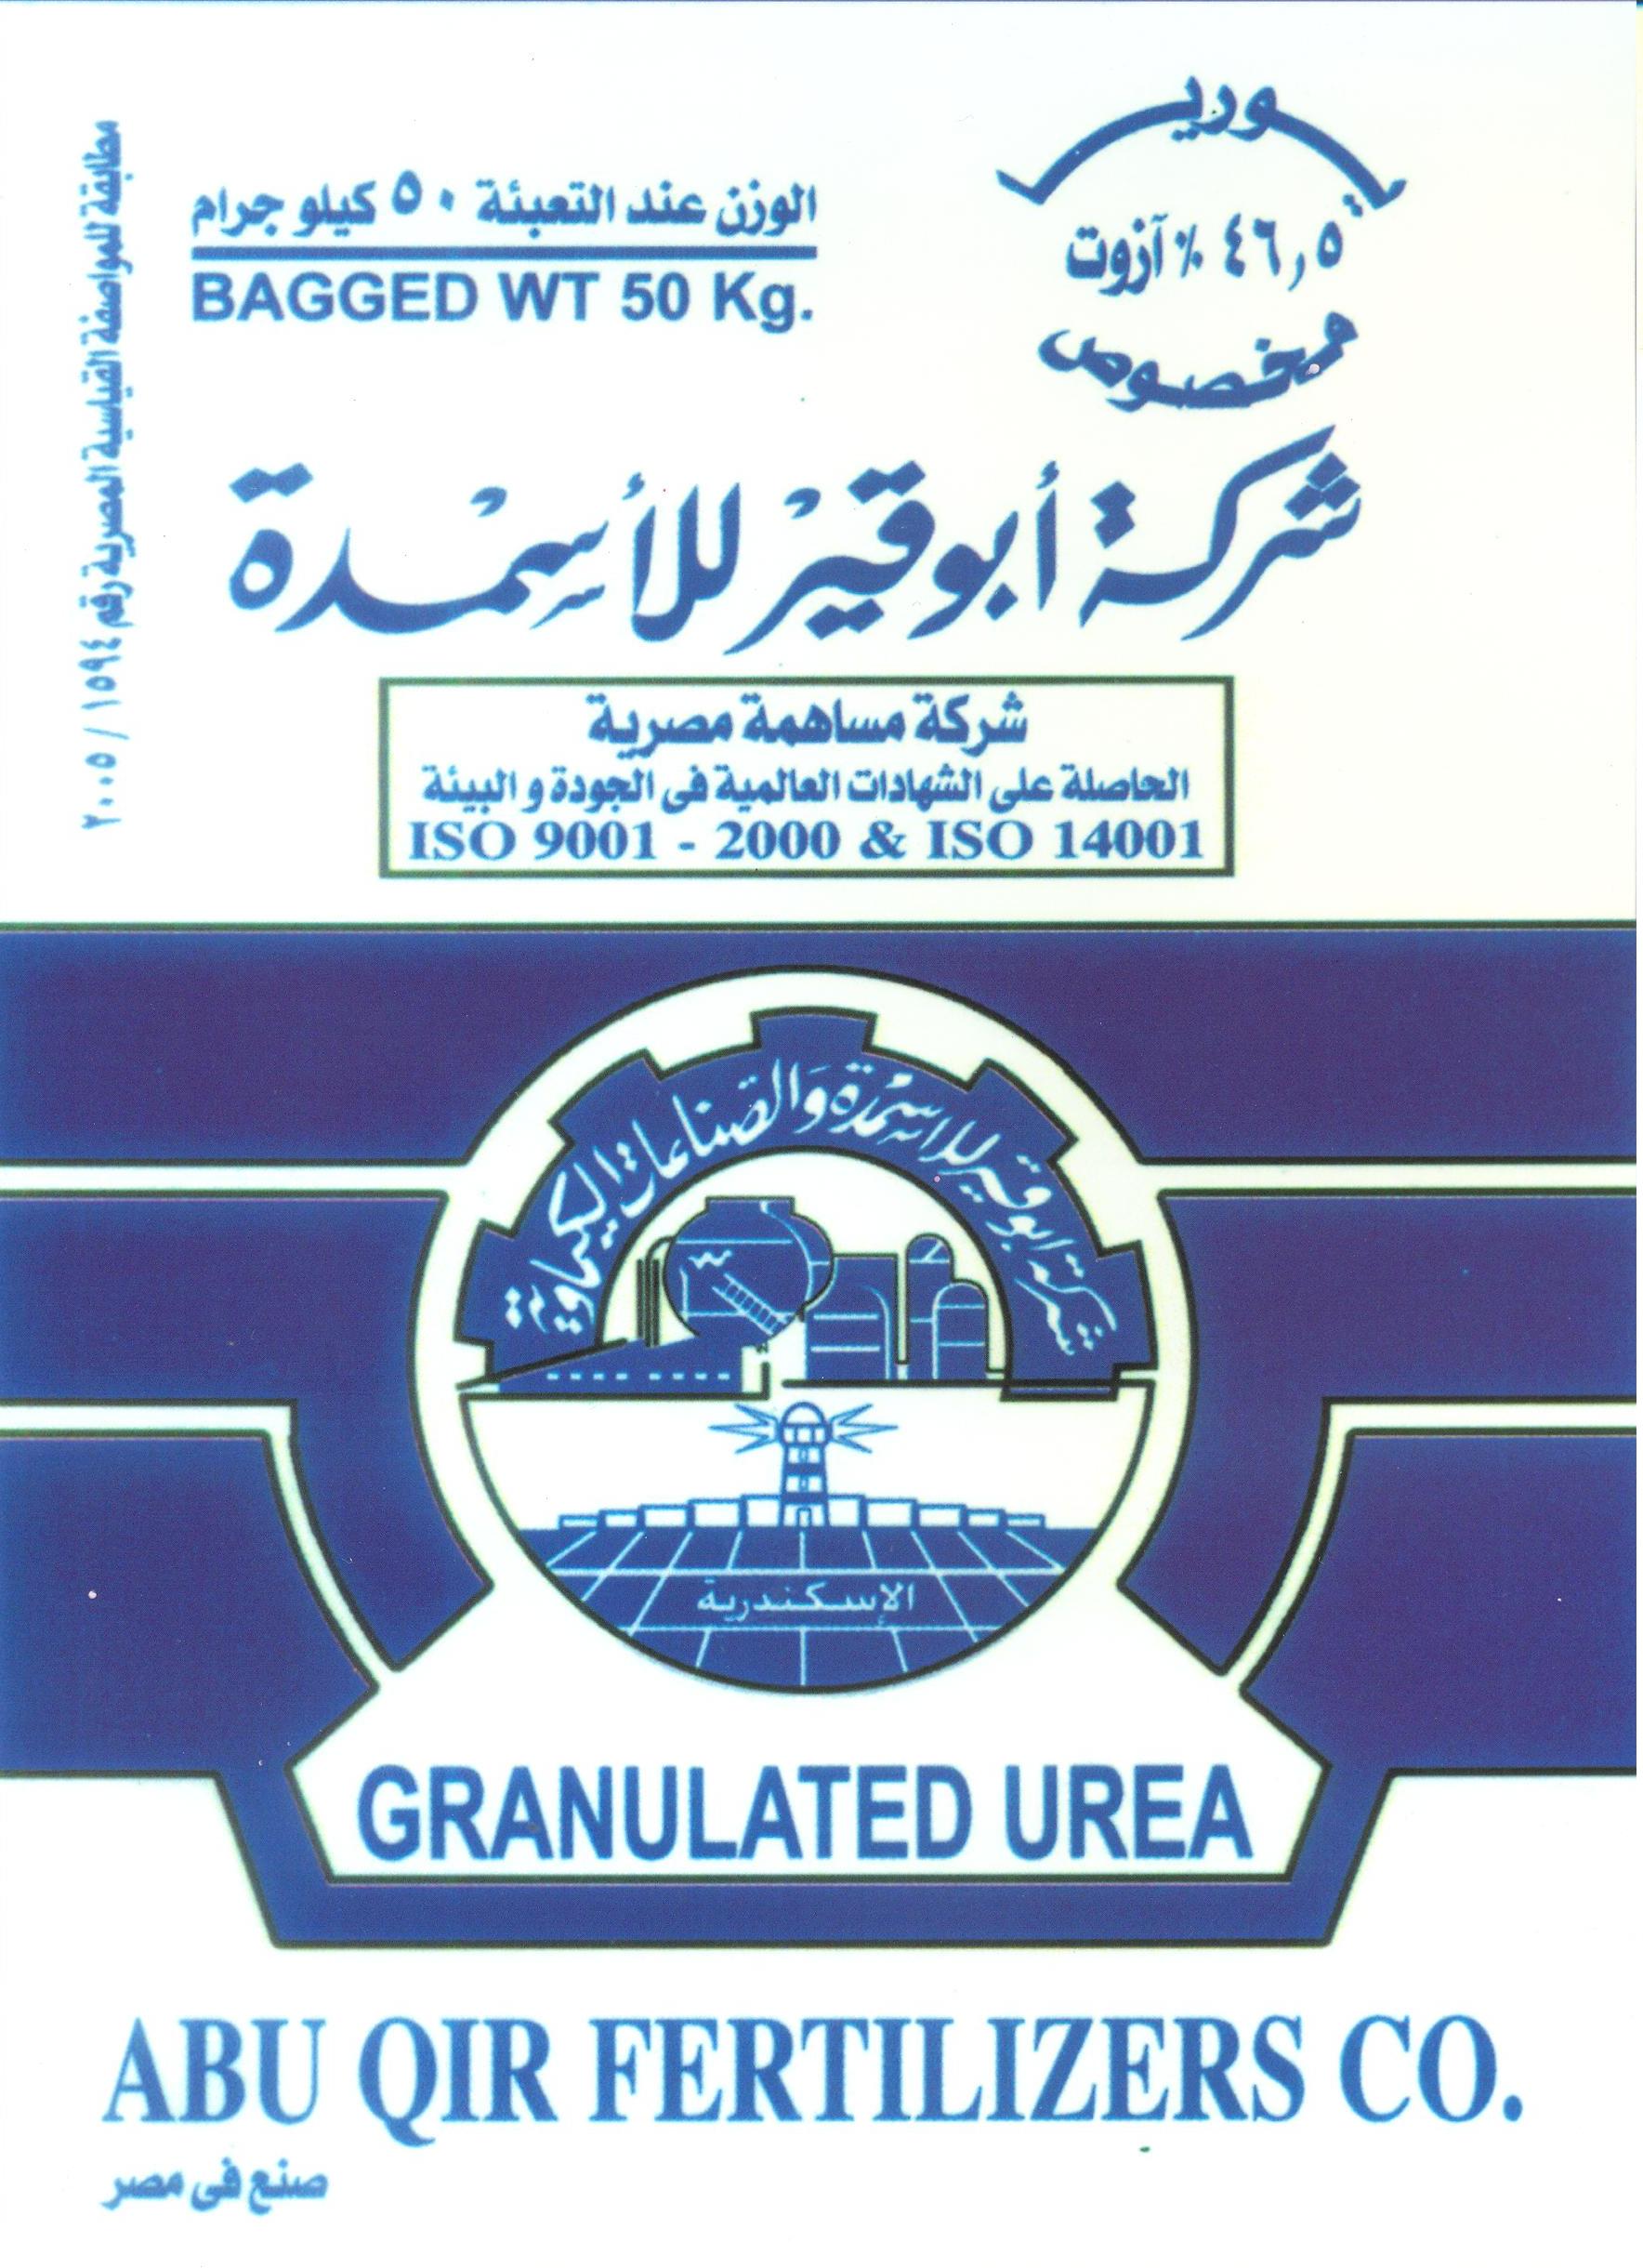 يوريا
٤٦,٥ ٪ آزوت
مخصوص
الوزن عند التعبئة ٥٠ كيلو جرام
BAGGED WT 50 Kg.
مطابقة للمواصفة القياسية المصرية رقم ١٥٩٤ / ٢٠٠٥
شركة أبوقير للأسمدة
شركة مساهمة مصرية
الحاصلة على الشهادات العالمية فى الجودة و البيئة
ISO 9001 - 2000 & ISO 14001
شركة ابوقير للاسمدة والصناعات الكيماوية
الإسكندرية
GRANULATED UREA
ABU QIR FERTILIZERS CO.
صنع فى مصر